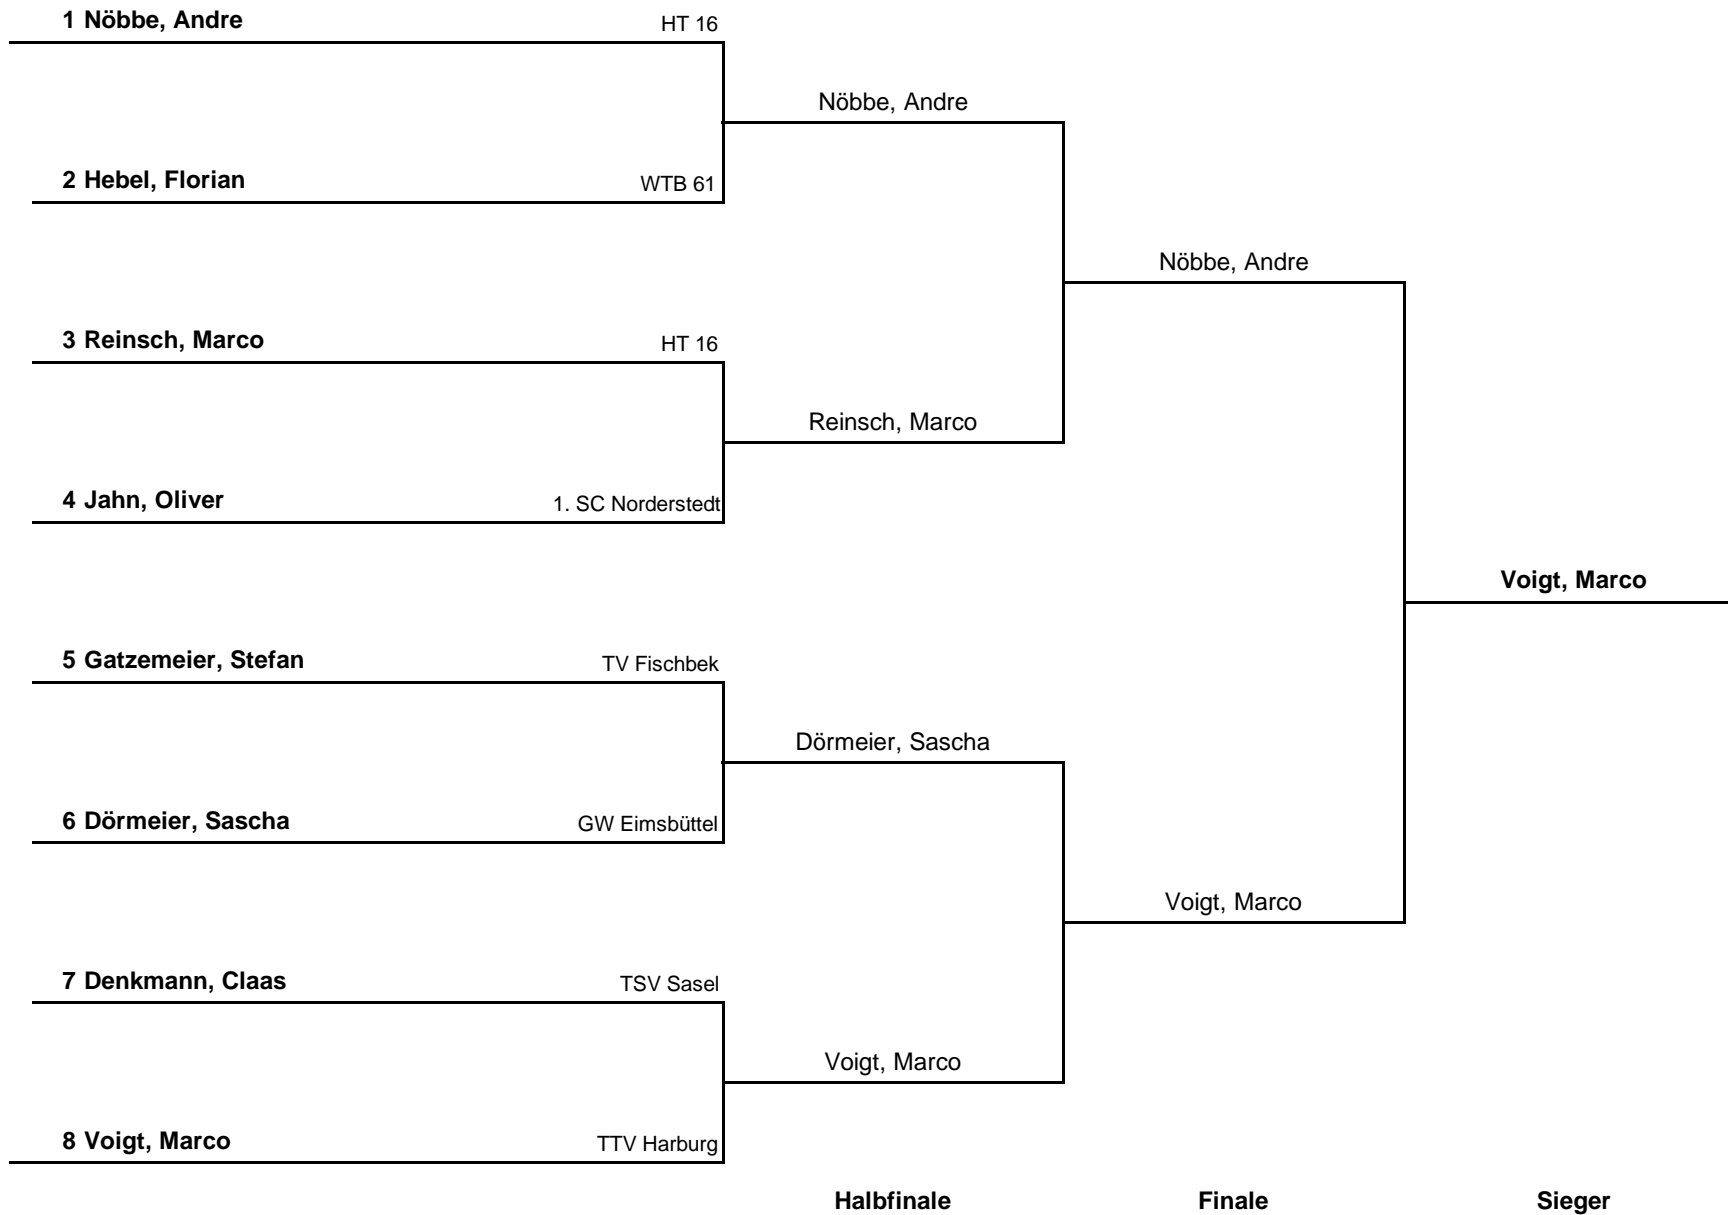 1 Nöbbe, Andre HT 16
Nöbbe, Andre
2 Hebel, Florian WTB 61
Nöbbe, Andre
3 Reinsch, Marco HT 16
Reinsch, Marco
4 Jahn, Oliver 1. SC Norderstedt
Voigt, Marco
5 Gatzemeier, Stefan TV Fischbek
Dörmeier, Sascha
6 Dörmeier, Sascha GW Eimsbüttel
Voigt, Marco
7 Denkmann, Claas TSV Sasel
Voigt, Marco
8 Voigt, Marco TTV Harburg
Halbfinale Finale Sieger